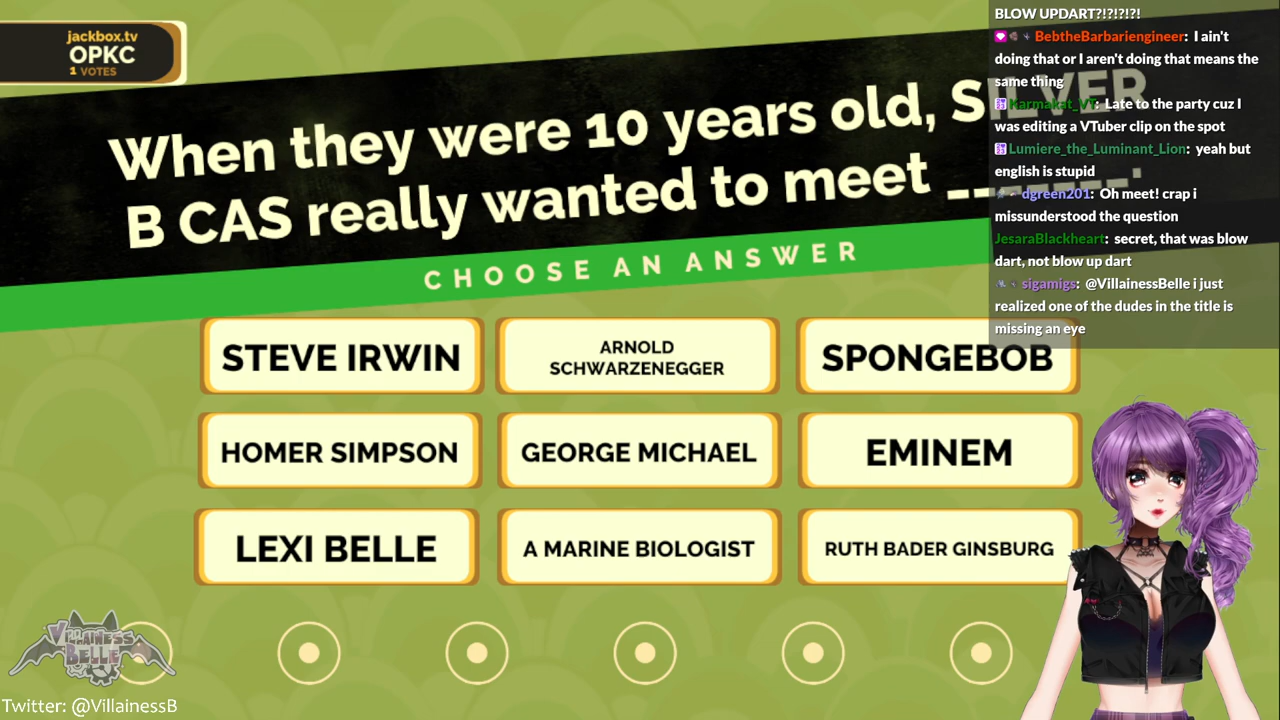 jackbox.tv
OPKC
1 VOTES
When they were 10 years old, SILVER
B CAS really wanted to meet _______.
CHOOSE AN ANSWER
STEVE IRWIN
ARNOLD
SCHWARZENEGGER
SPONGEBOB
HOMER SIMPSON
GEORGE MICHAEL
EMINEM
LEXI BELLE
A MARINE BIOLOGIST
RUTH BADER GINSBURG
BLOW UPDART?!?!?!?!
BebtheBarbariengineer: I ain't
doing that or I aren't doing that means the
same thing
Karmakat_VT: Late to the party cuz I
was editing a VTuber clip on the spot
Lumiere_the_Luminant_Lion: yeah but
english is stupid
dgreen201: Oh meet! crap i
missunderstood the question
JesaraBlackheart: secret, that was blow
dart, not blow up dart
sigamigs: @VillainessBelle i just
realized one of the dudes in the title is
missing an eye
VILLAINESS
BELLE
Twitter: @VillainessB